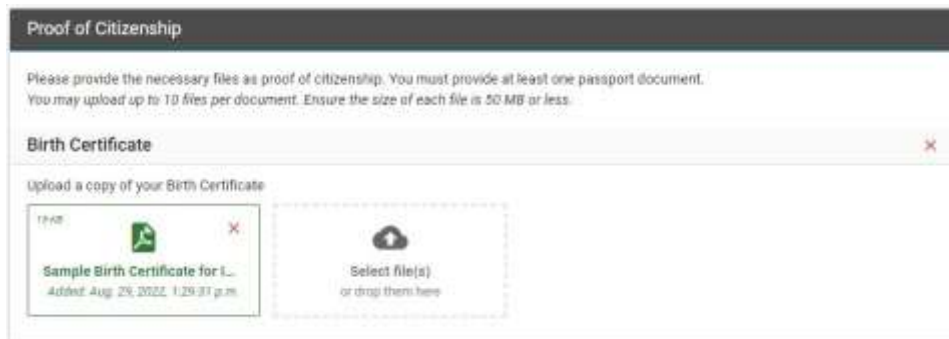 Proof of Citizenship
Please provide the necessary files as proof of citizenship. You must provide at least one passport document.
You may upload up to 10 files per document. Ensure the size of each file is 50 MB or less.
Birth Certificate
Upload a copy of your Birth Certificate
Sample Birth Certificate for I...
Added: Aug. 29, 2022, 1:29:31 p.m.
Select file(s)
or drop them here